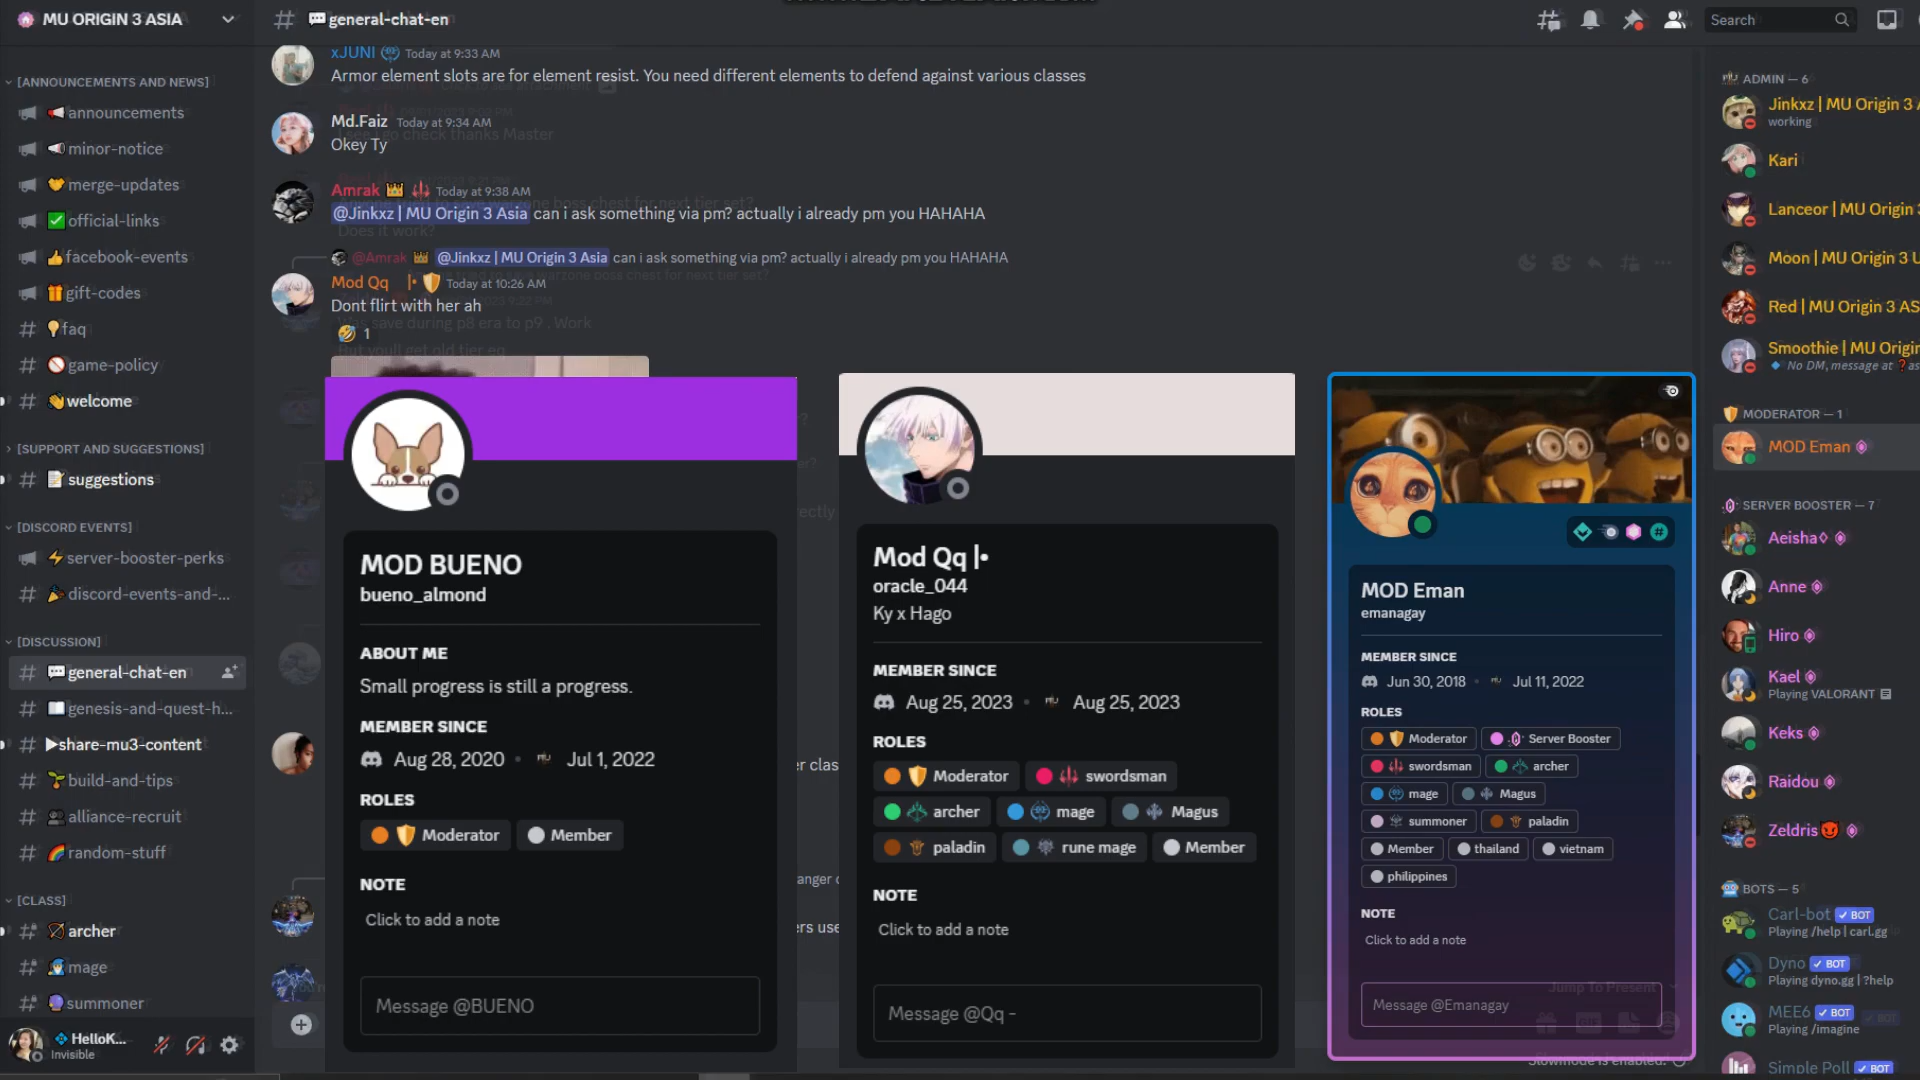 MU ORIGIN 3 ASIA
[ANNOUNCEMENTS AND NEWS]
announcements
minor-notice
merge-updates
official-links
facebook-events
gift-codes
faq
game-policy
welcome
[SUPPORT AND SUGGESTIONS]
suggestions
[DISCORD EVENTS]
server-booster-perks
discord-events-and-...
[DISCUSSION]
general-chat-en
genesis-and-quest-h...
share-mu3-content
build-and-tips
alliance-recruit
random-stuff
[CLASS]
archer
mage
summoner
HelloK...
Invisible
general-chat-en
Search
xJUNI Today at 9:33 AM
Armor element slots are for element resist. You need different elements to defend against various classes
Md.Faiz Today at 9:34 AM
Okey Ty
Amrak Today at 9:38 AM
@Jinkxz | MU Origin 3 Asia can i ask something via pm? actually i already pm you HAHAHA
Does it work?
@Amrak @Jinkxz | MU Origin 3 Asia can i ask something via pm? actually i already pm you HAHAHA
Mod Qq |• Today at 10:26 AM
Dont flirt with her ah
1
MOD BUENO
bueno_almond
ABOUT ME
Small progress is still a progress.
MEMBER SINCE
Aug 28, 2020 • Jul 1, 2022
ROLES
Moderator Member
NOTE
Click to add a note
Message @BUENO
Mod Qq |•
oracle_044
Ky x Hago
MEMBER SINCE
Aug 25, 2023 • Aug 25, 2023
ROLES
Moderator swordsman
archer mage Magus
paladin rune mage Member
NOTE
Click to add a note
Message @Qq -
MOD Eman
emanagay
MEMBER SINCE
Jun 30, 2018 • Jul 11, 2022
ROLES
Moderator Server Booster
swordsman archer
mage Magus
summoner paladin
Member thailand vietnam
philippines
NOTE
Click to add a note
Message @Emanagay
Jump To Present
Slowmode is enabled.
ADMIN — 6
Jinkxz | MU Origin 3
working
Kari
Lanceor | MU Origin
Moon | MU Origin 3 U
Red | MU Origin 3 AS
Smoothie | MU Origin
No DM, message at ❓as
MODERATOR — 1
MOD Eman
SERVER BOOSTER — 7
Aeisha◊
Anne
Hiro
Kael
Playing VALORANT
Keks
Raidou
Zeldris
BOTS — 5
Carl-bot ✓ BOT
Playing /help | carl.gg
Dyno ✓ BOT
Playing dyno.gg | ?help
MEE6 ✓ BOT
Playing /imagine
Simple Poll ✓ BOT